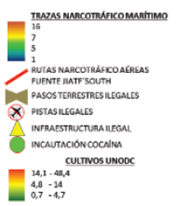 TRAZAS NARCOTRÁFICO MARÍTIMO
16
7
5
1
RUTAS NARCOTRÁFICO AÉREAS
FUENTE JIATF´SOUTH
PASOS TERRESTRES ILEGALES
PISTAS ILEGALES
INFRAESTRUCTURA ILEGAL
INCAUTACIÓN COCAÍNA
CULTIVOS UNODC
14,1 - 48,4
4,8 - 14
0,7 - 4,7